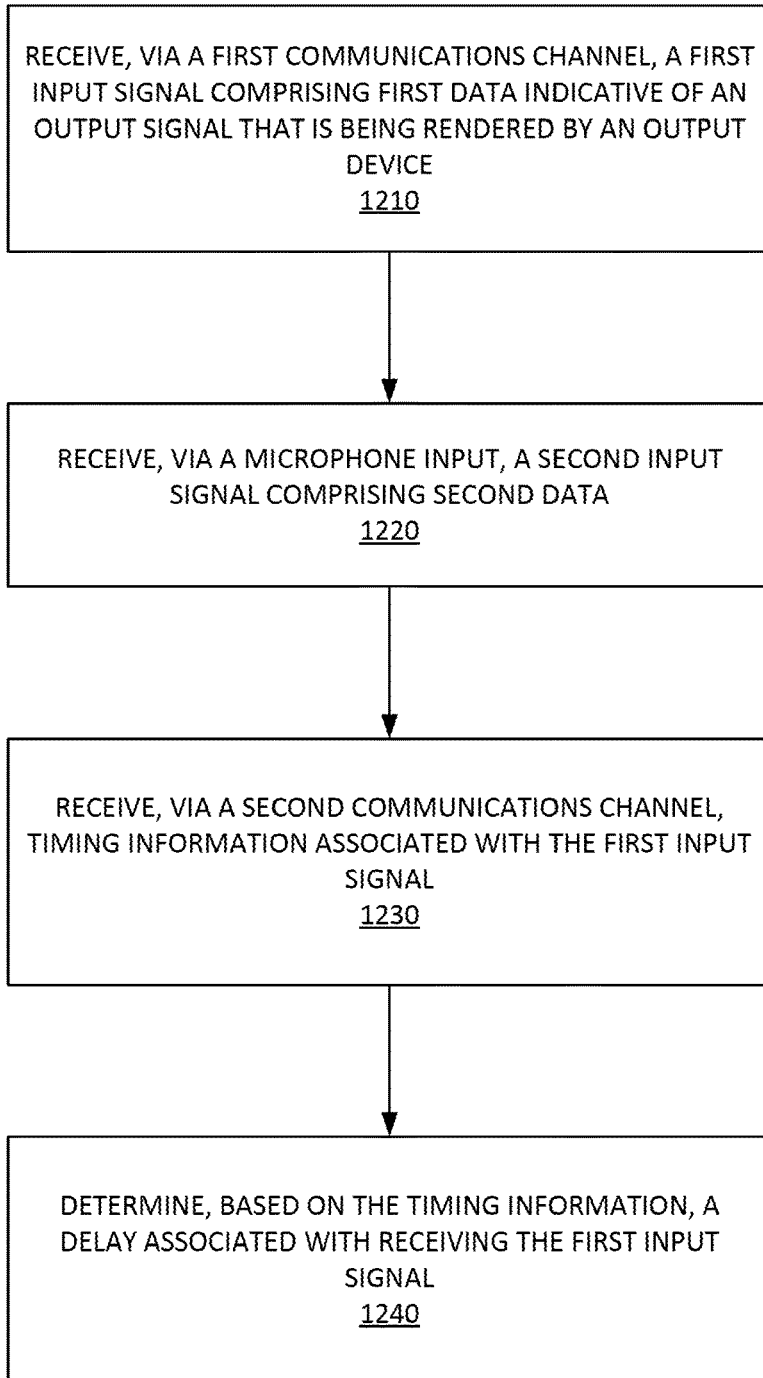 RECEIVE, VIA A FIRST COMMUNICATIONS CHANNEL, A FIRST
INPUT SIGNAL COMPRISING FIRST DATA INDICATIVE OF AN
OUTPUT SIGNAL THAT IS BEING RENDERED BY AN OUTPUT
DEVICE
1210
RECEIVE, VIA A MICROPHONE INPUT, A SECOND INPUT
SIGNAL COMPRISING SECOND DATA
1220
RECEIVE, VIA A SECOND COMMUNICATIONS CHANNEL,
TIMING INFORMATION ASSOCIATED WITH THE FIRST INPUT
SIGNAL
1230
DETERMINE, BASED ON THE TIMING INFORMATION, A
DELAY ASSOCIATED WITH RECEIVING THE FIRST INPUT
SIGNAL
1240